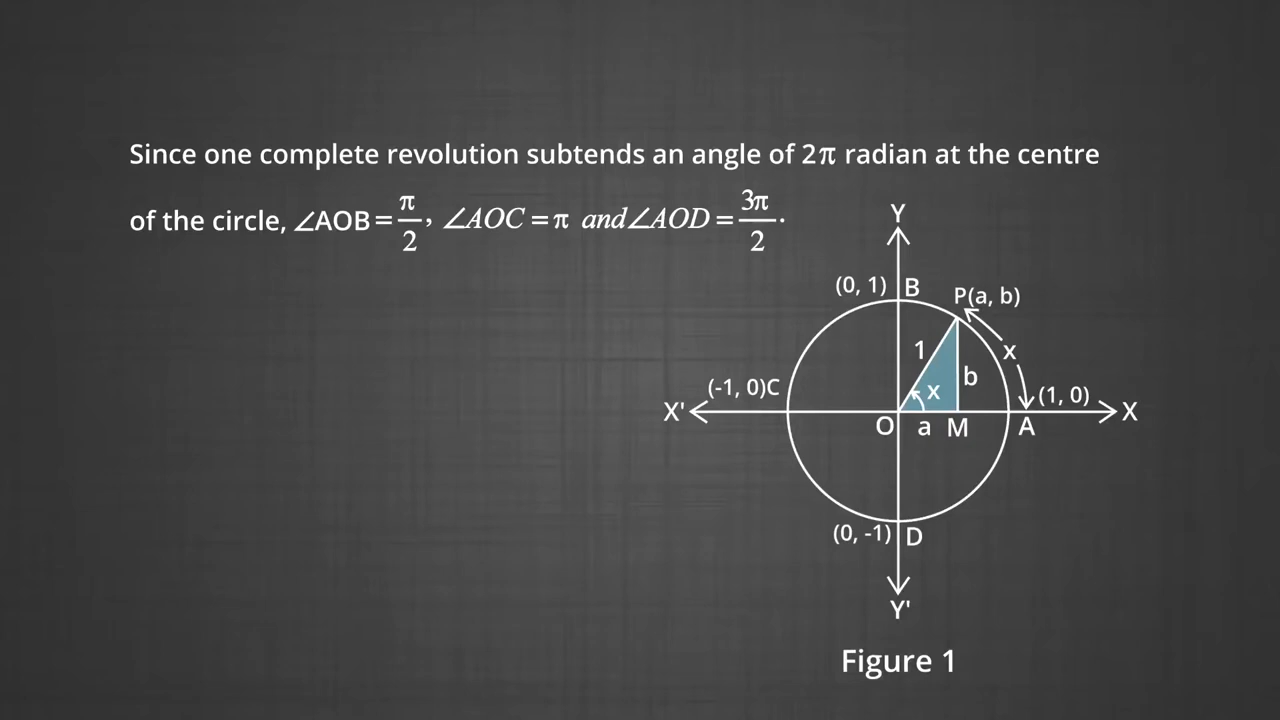 Since one complete revolution subtends an angle of 2π radian at the centre
of the circle, ∠AOB = π/2, ∠AOC = π and ∠AOD = 3π/2.
Y
(0, 1) B
P(a, b)
1
x
b
(-1, 0)C
x
(1, 0)
X'
X
O
a
M
A
(0, -1)
D
Y'
Figure 1